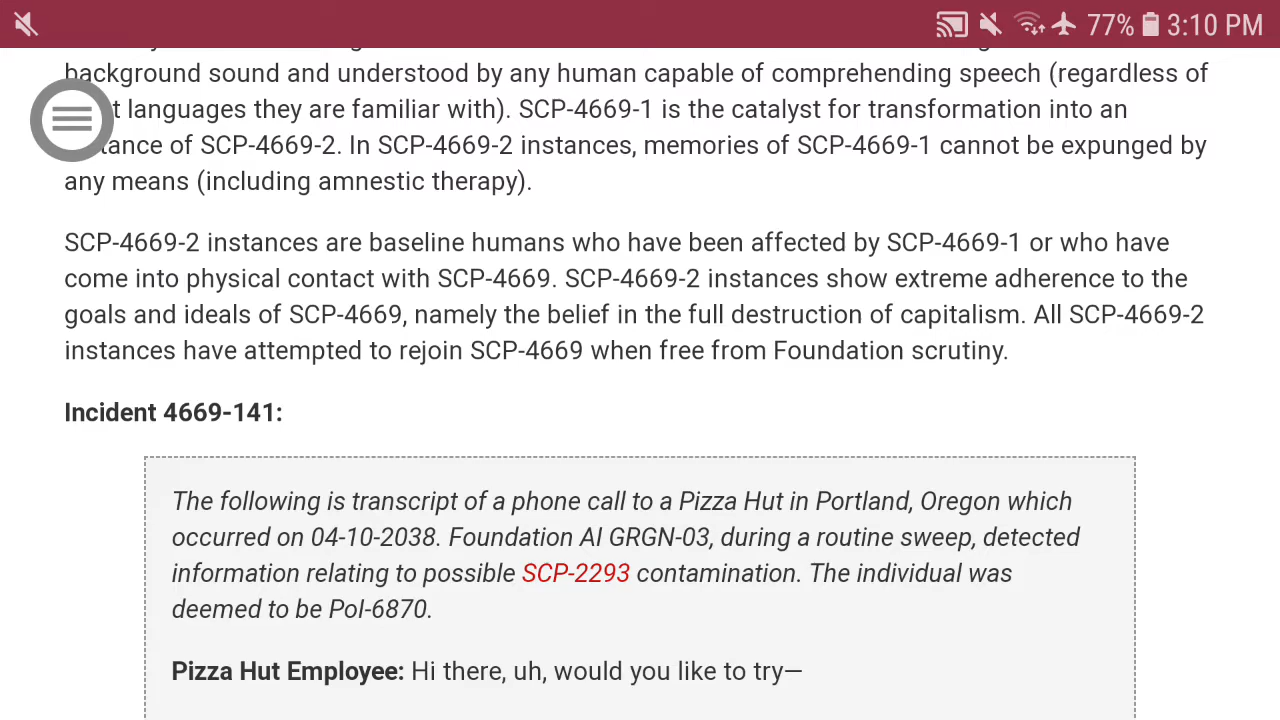 77% 3:10 PM
background sound and understood by any human capable of comprehending speech (regardless of
languages they are familiar with). SCP-4669-1 is the catalyst for transformation into an
of SCP-4669-2. In SCP-4669-2 instances, memories of SCP-4669-1 cannot be expunged by
any means (including amnestic therapy).
SCP-4669-2 instances are baseline humans who have been affected by SCP-4669-1 or who have
come into physical contact with SCP-4669. SCP-4669-2 instances show extreme adherence to the
goals and ideals of SCP-4669, namely the belief in the full destruction of capitalism. All SCP-4669-2
instances have attempted to rejoin SCP-4669 when free from Foundation scrutiny.
Incident 4669-141:
The following is transcript of a phone call to a Pizza Hut in Portland, Oregon which
occurred on 04-10-2038. Foundation AI GRGN-03, during a routine sweep, detected
information relating to possible SCP-2293 contamination. The individual was
deemed to be PoI-6870.
Pizza Hut Employee: Hi there, uh, would you like to try—